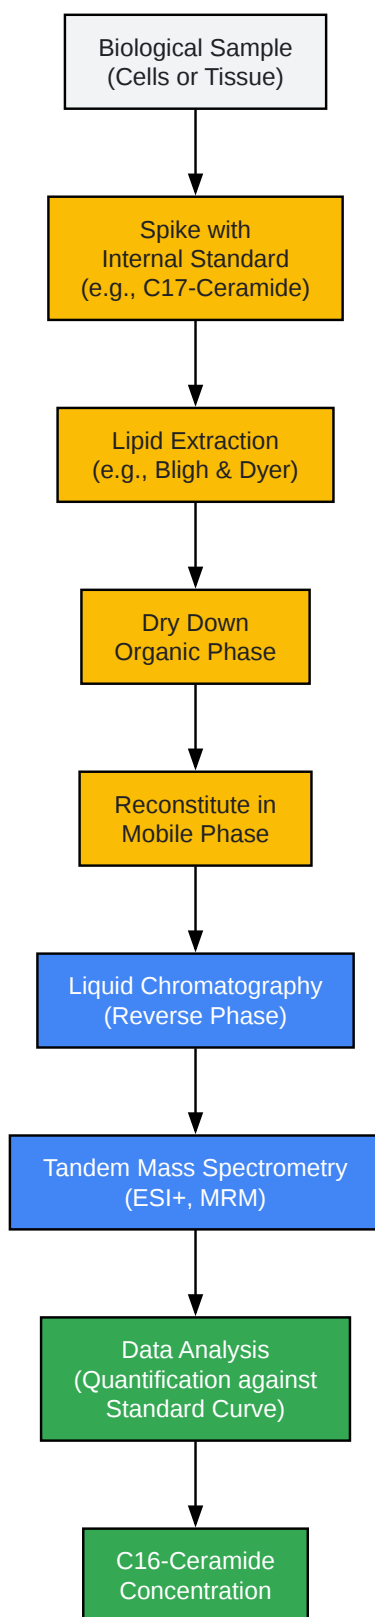 Biological Sample
(Cells or Tissue)
Spike with
Internal Standard
(e.g., C17-Ceramide)
Lipid Extraction
(e.g., Bligh & Dyer)
Dry Down
Organic Phase
Reconstitute in
Mobile Phase
Liquid Chromatography
(Reverse Phase)
Tandem Mass Spectrometry
(ESI+, MRM)
Data Analysis
(Quantification against
Standard Curve)
C16-Ceramide
Concentration